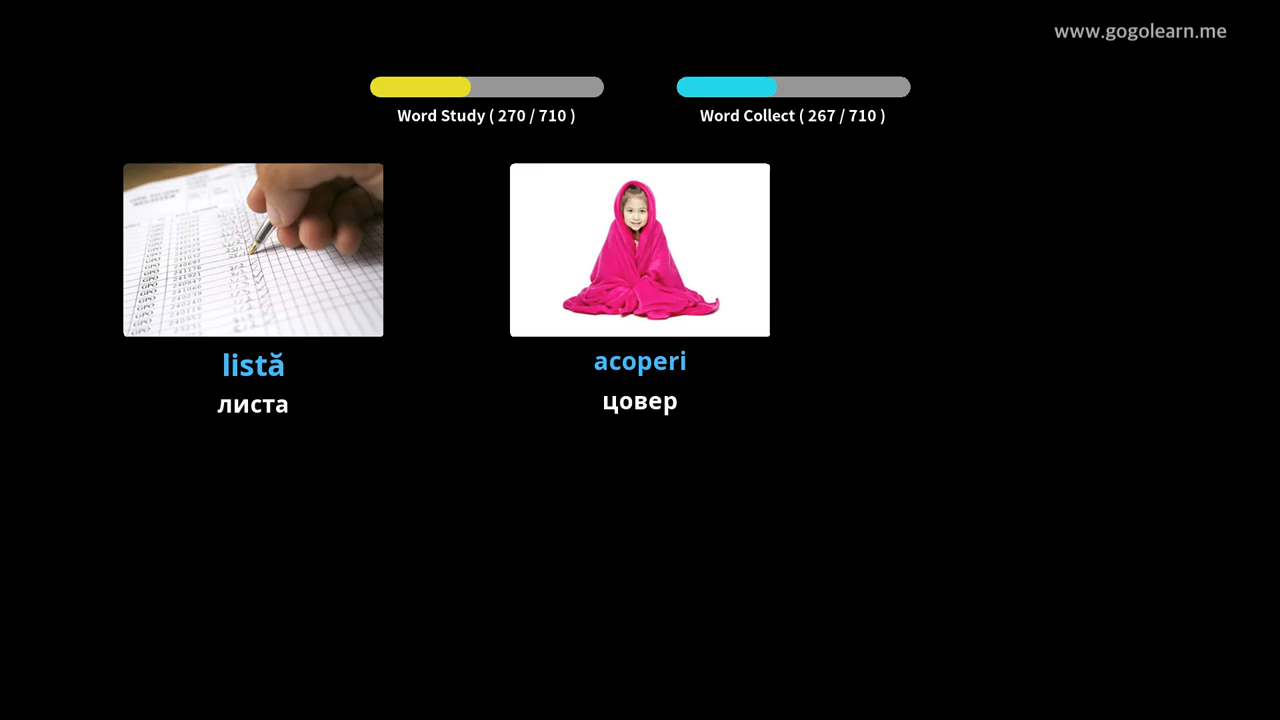 www.gogolearn.me
Word Study ( 270 / 710 )
Word Collect ( 267 / 710 )
listă
листа
acoperi
цовер